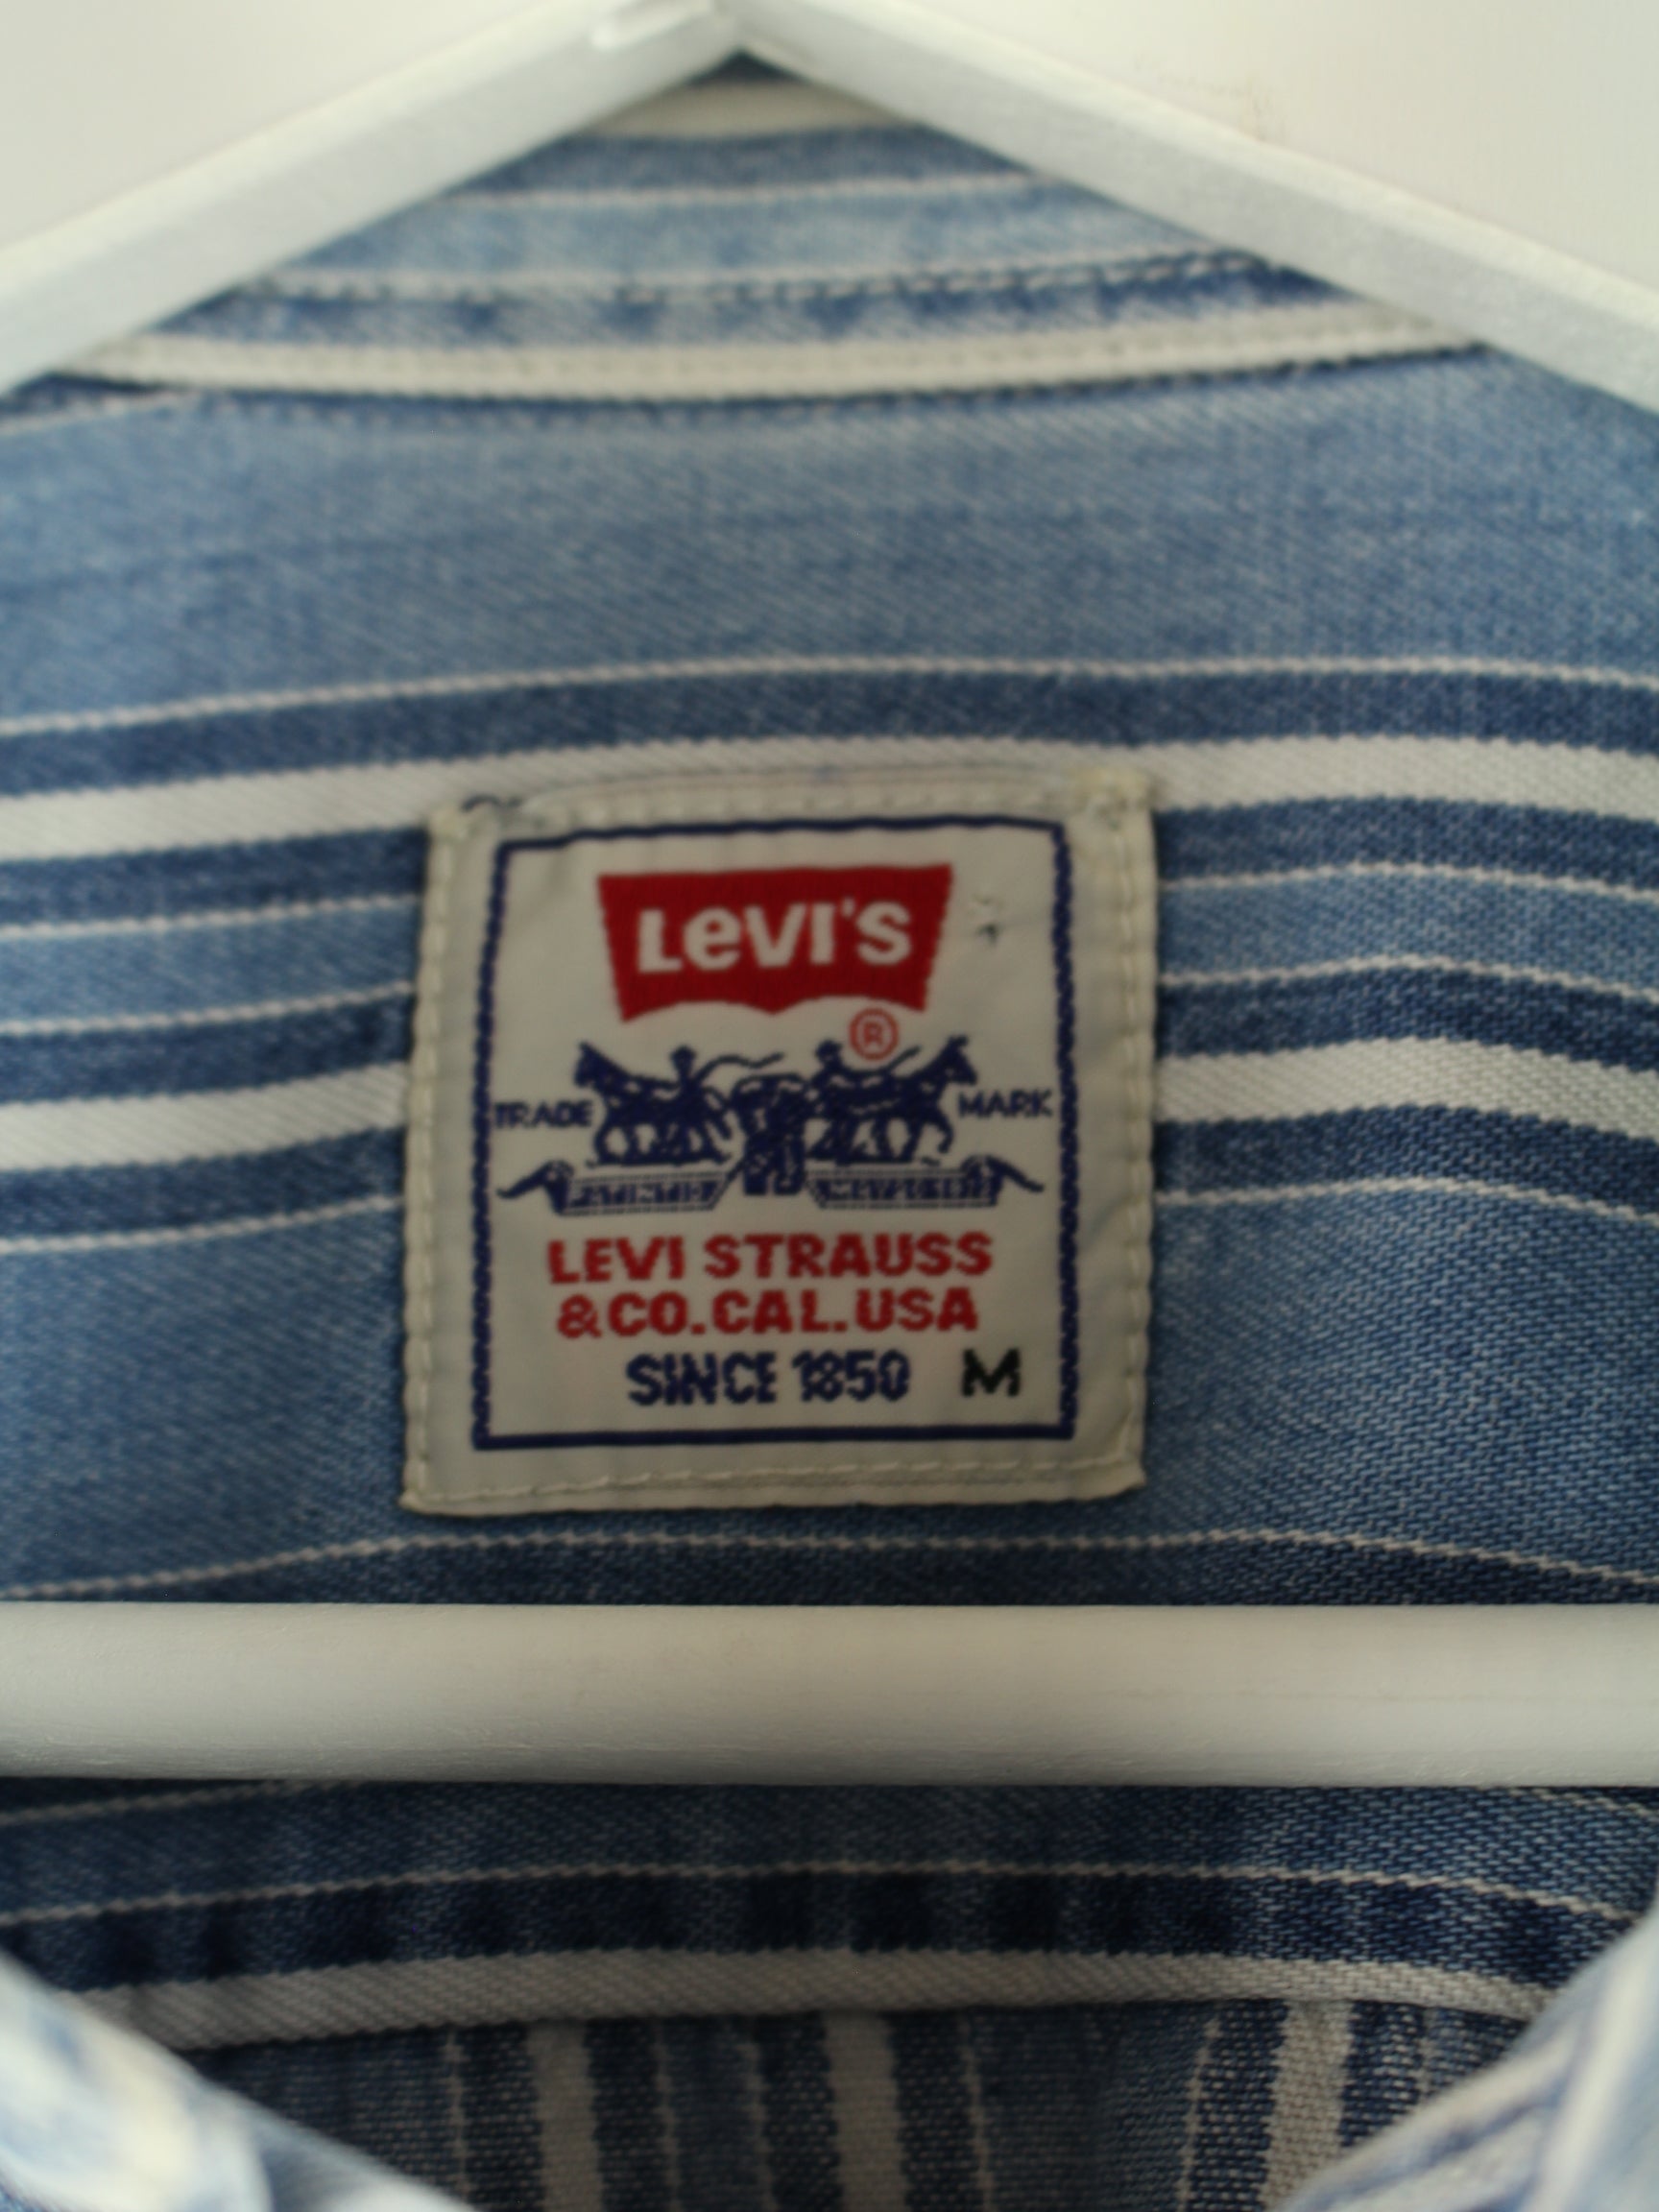 LEVI'S
®
TRADE MARK
LEVI STRAUSS
&CO.CAL.USA
SINCE 1850 M